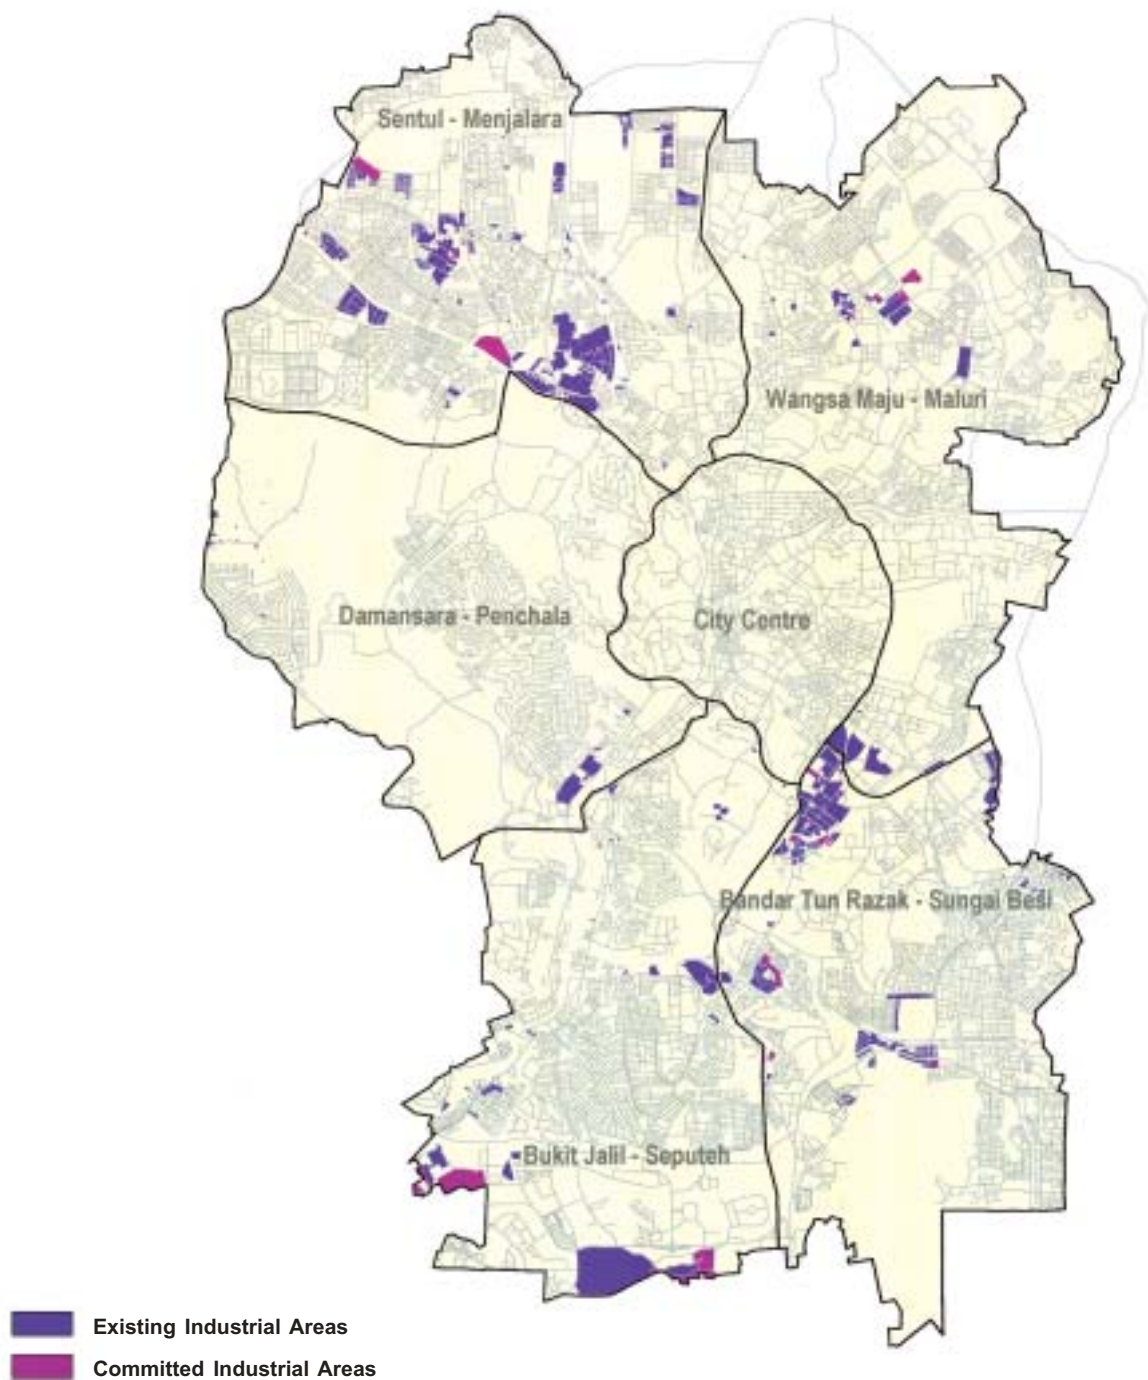 Sentul - Menjalara
Wangsa Maju - Maluri
Damansara - Penchala
City Centre
Bandar Tun Razak - Sungai Besi
Bukit Jalil - Seputeh
Existing Industrial Areas
Committed Industrial Areas